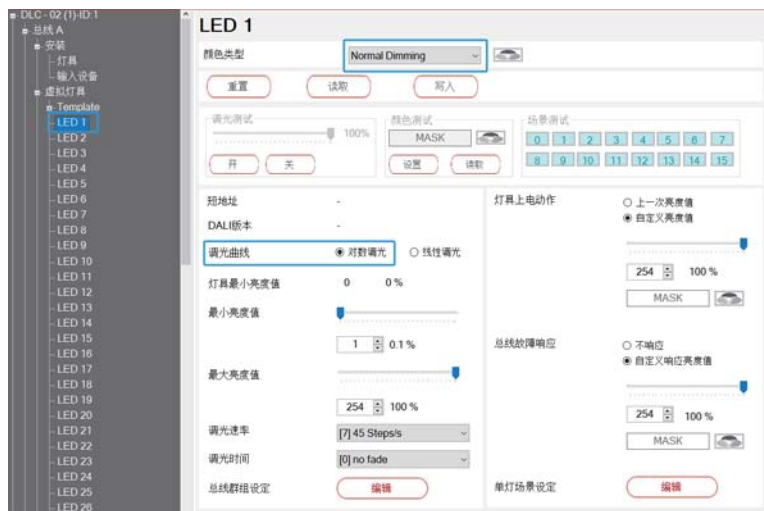 DLC - 02 (1)-ID:1
总线 A
安装
灯具
输入设备
虚拟灯具
Template
LED 1
LED 2
LED 3
LED 4
LED 5
LED 6
LED 7
LED 8
LED 9
LED 10
LED 11
LED 12
LED 13
LED 14
LED 15
LED 16
LED 17
LED 18
LED 19
LED 20
LED 21
LED 22
LED 23
LED 24
LED 25
LED 26
LED 1
颜色类型 Normal Dimming
重置 读取 写入
调光测试 颜色测试 场景测试
100% MASK 0 1 2 3 4 5 6 7
开 关 设置 读取 8 9 10 11 12 13 14 15
短地址 -
DALI版本 -
调光曲线 对数调光 线性调光
灯具最小亮度值 0 0 %
最小亮度值
1 0.1 %
最大亮度值
254 100 %
调光速率 [7] 45 Steps/s
调光时间 [0] no fade
总线群组设定 编辑
灯具上电动作 上一次亮度值
自定义亮度值
254 100 %
MASK
总线故障响应 不响应
自定义响应亮度值
254 100 %
MASK
单灯场景设定 编辑